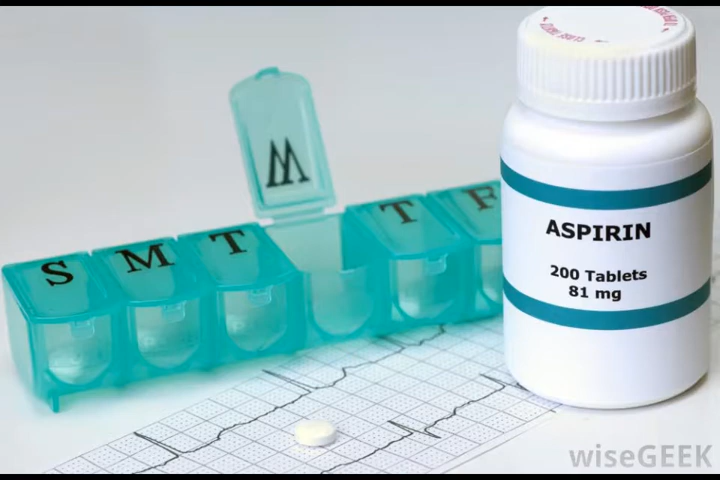 W
S M T T F
ASPIRIN
200 Tablets
81 mg
wiseGEEK